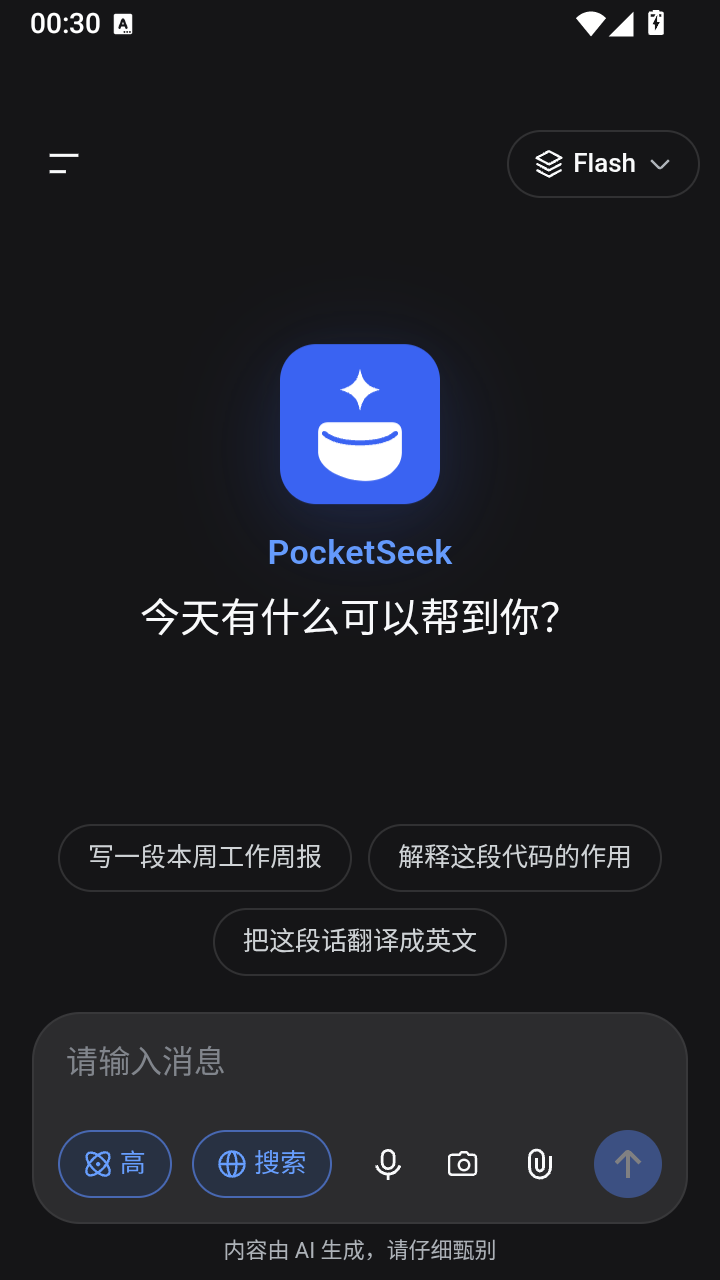 00:30
Flash
PocketSeek
今天有什么可以帮到你?
写一段本周工作周报
解释这段代码的作用
把这段话翻译成英文
请输入消息
高
搜索
内容由 AI 生成，请仔细甄别